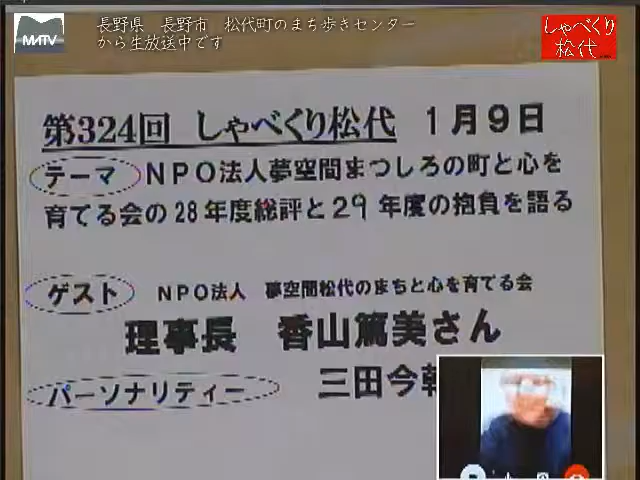 MATV
長野県 長野市 松代町のまち歩きセンター
から生放送中です
しゃべくり
松代
第324回 しゃべくり松代 1月9日
テーマ NPO法人夢空間まつしろの町と心を
育てる会の28年度総評と29年度の抱負を語る
ゲスト NPO法人 夢空間松代のまちと心を育てる会
理事長 香山篤美さん
パーソナリティー 三田今朝